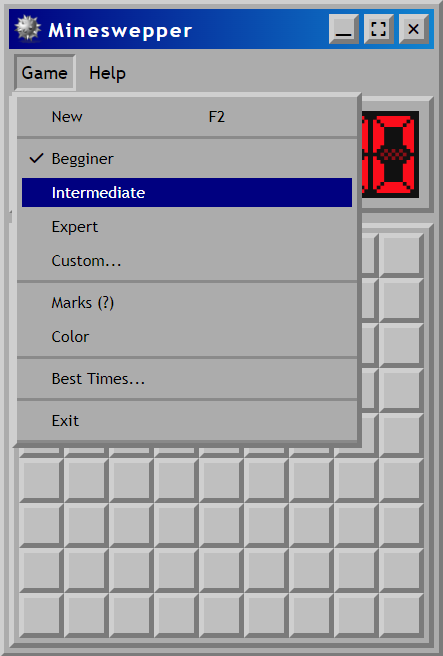 Mineswepper
Game Help
New F2
Begginer
Intermediate
Expert
Custom...
Marks (?)
Color
Best Times...
Exit